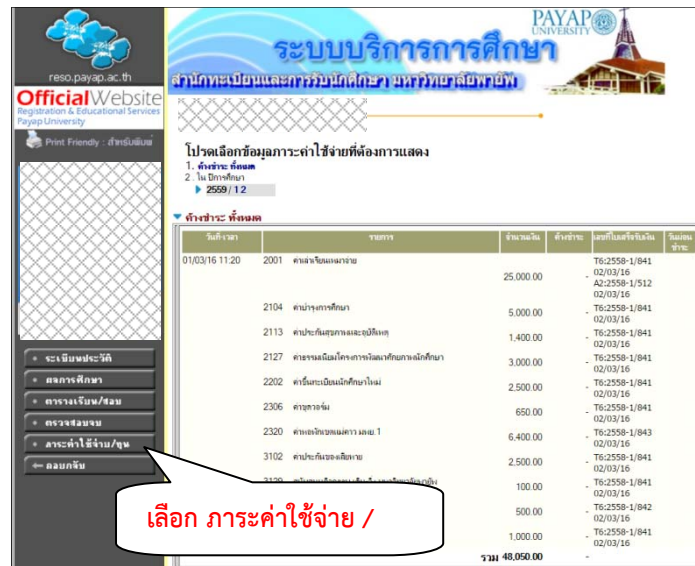 reso.payap.ac.th
Official Website
Registration & Educational Services
Payap University
Print Friendly : สำหรับพิมพ์
PAYAP
UNIVERSITY
ระบบบริการการศึกษา
สำนักทะเบียนและการรับนักศึกษา มหาวิทยาลัยพายัพ
โปรดเลือกข้อมูลภาระค่าใช้จ่ายที่ต้องการแสดง
1. ค้างชำระ ทั้งหมด
2. ใน ปีการศึกษา
2559 / 1 2
ค้างชำระ ทั้งหมด
วันที่/เวลา รายการ จำนวนเงิน ค้างชำระ เลขที่ใบเสร็จรับเงิน วันผ่อนชำระ
01/03/16 11:20 2001 ค่าเล่าเรียนเหมาจ่าย 25,000.00 - T6:2558-1/841
02/03/16
A2:2558-1/512
02/03/16
2104 ค่าบำรุงการศึกษา 5,000.00 - T6:2558-1/841
02/03/16
2113 ค่าประกันสุขภาพและอุบัติเหตุ 1,400.00 - T6:2558-1/841
02/03/16
2127 ค่าธรรมเนียมโครงการพัฒนาศักยภาพนักศึกษา 3,000.00 - T6:2558-1/841
02/03/16
2202 ค่าขึ้นทะเบียนนักศึกษาใหม่ 2,500.00 - T6:2558-1/841
02/03/16
2306 ค่าชุดวอร์ม 650.00 - T6:2558-1/841
02/03/16
2320 6,400.00 - T6:2558-1/843
02/03/16
3102 ค่าประกันของเสียหาย 2,500.00 - T6:2558-1/841
02/03/16
3129 100.00 - T6:2558-1/841
02/03/16
500.00 - T6:2558-1/842
02/03/16
1,000.00 - T6:2558-1/841
02/03/16
รวม 48,050.00 -
ระเบียนประวัติ
ผลการศึกษา
ตารางเรียน/สอบ
ตรวจสอบจบ
ภาระค่าใช้จ่าย/ทุน
ถอยกลับ
เลือก ภาระค่าใช้จ่าย /